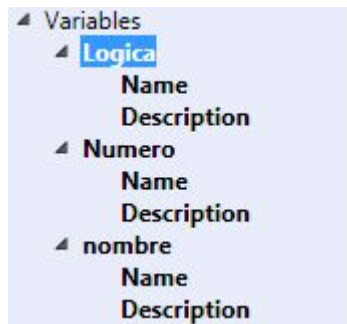 Variables
Logica
Name
Description
Numero
Name
Description
nombre
Name
Description